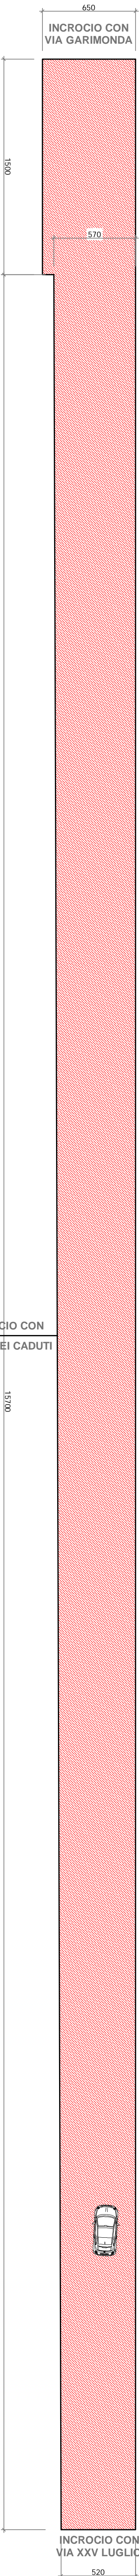 650
INCROCIO CON
VIA GARIMONDA
1500
570
CIO CON
EI CADUTI
15700
INCROCIO CON
VIA XXV LUGLIO
520